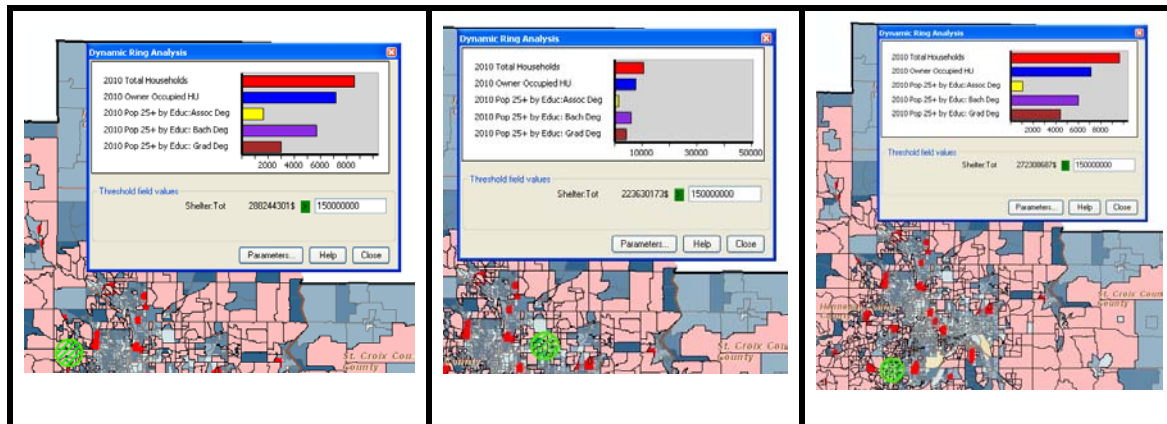 Dynamic Ring Analysis
2010 Total Households
2010 Owner Occupied HU
2010 Pop 25+ by Educ:Assoc Deg
2010 Pop 25+ by Educ: Bach Deg
2010 Pop 25+ by Educ: Grad Deg
2000 4000 6000 8000
Threshold field values
Shelter:Tot 288244301$ 150000000
Parameters... Help Close
St. Croix Cou
County
Dynamic Ring Analysis
2010 Total Households
2010 Owner Occupied HU
2010 Pop 25+ by Educ:Assoc Deg
2010 Pop 25+ by Educ: Bach Deg
2010 Pop 25+ by Educ: Grad Deg
10000 30000 50000
Threshold field values
Shelter:Tot 223630173$ 150000000
Parameters... Help Close
St. Croix Cou
County
Dynamic Ring Analysis
2010 Total Households
2010 Owner Occupied HU
2010 Pop 25+ by Educ:Assoc Deg
2010 Pop 25+ by Educ: Bach Deg
2010 Pop 25+ by Educ: Grad Deg
2000 4000 6000 8000
Threshold field values
Shelter:Tot 272308687$ 150000000
Parameters... Help Close
St. Croix Coun
County